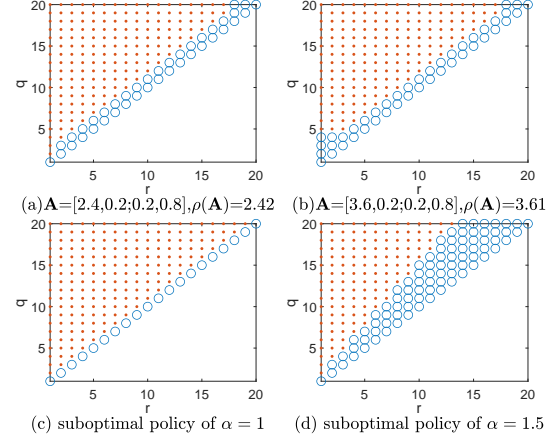 20
15
q
10
5
5 10 15 20
r
(a)A=[2.4,0.2;0.2,0.8],ρ(A)=2.42
20
15
q
10
5
5 10 15 20
r
(b)A=[3.6,0.2;0.2,0.8],ρ(A)=3.61
20
15
q
10
5
5 10 15 20
r
(c) suboptimal policy of α = 1
20
15
q
10
5
5 10 15 20
r
(d) suboptimal policy of α = 1.5